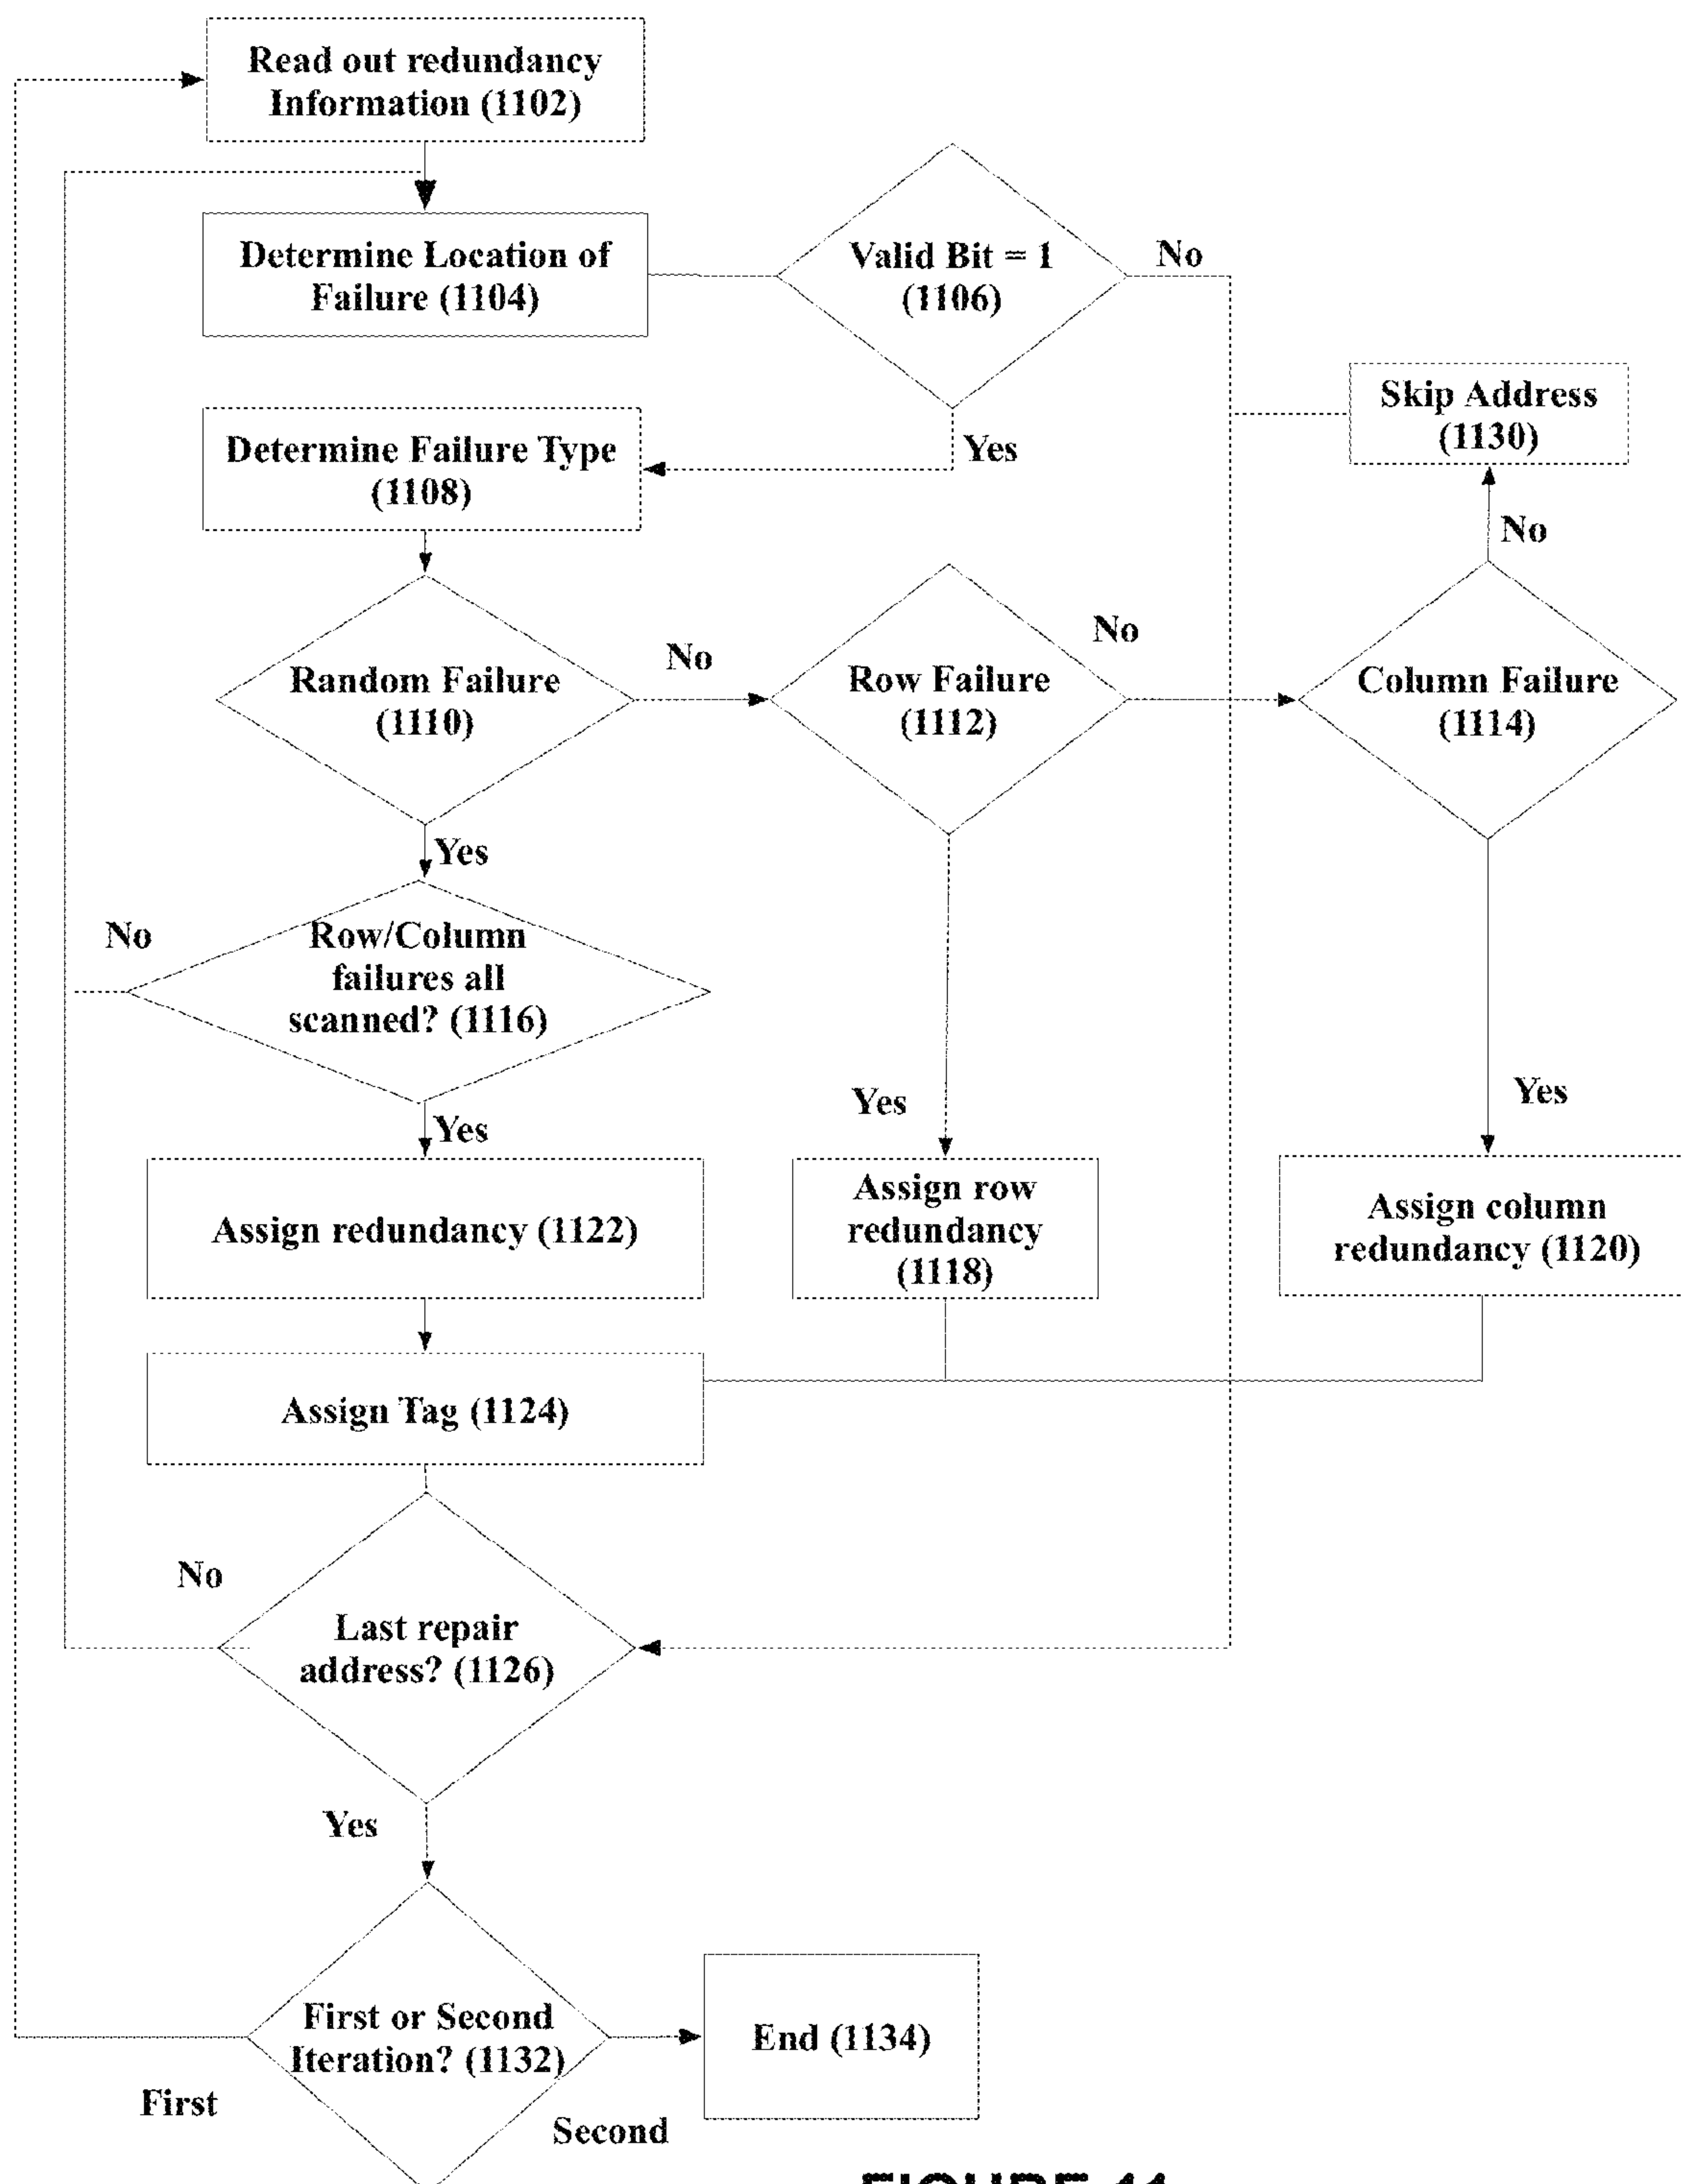 Read out redundancy
Information (1102)
Determine Location of
Failure (1104)
Valid Bit = 1
(1106)
No
Skip Address
(1130)
Determine Failure Type
(1108)
Yes
No
Random Failure
(1110)
No
Row Failure
(1112)
No
Column Failure
(1114)
Yes
No
Row/Column
failures all
scanned? (1116)
Yes
Yes
Yes
Assign redundancy (1122)
Assign row
redundancy
(1118)
Assign column
redundancy (1120)
Assign Tag (1124)
No
Last repair
address? (1126)
Yes
First or Second
Iteration? (1132)
End (1134)
First
Second